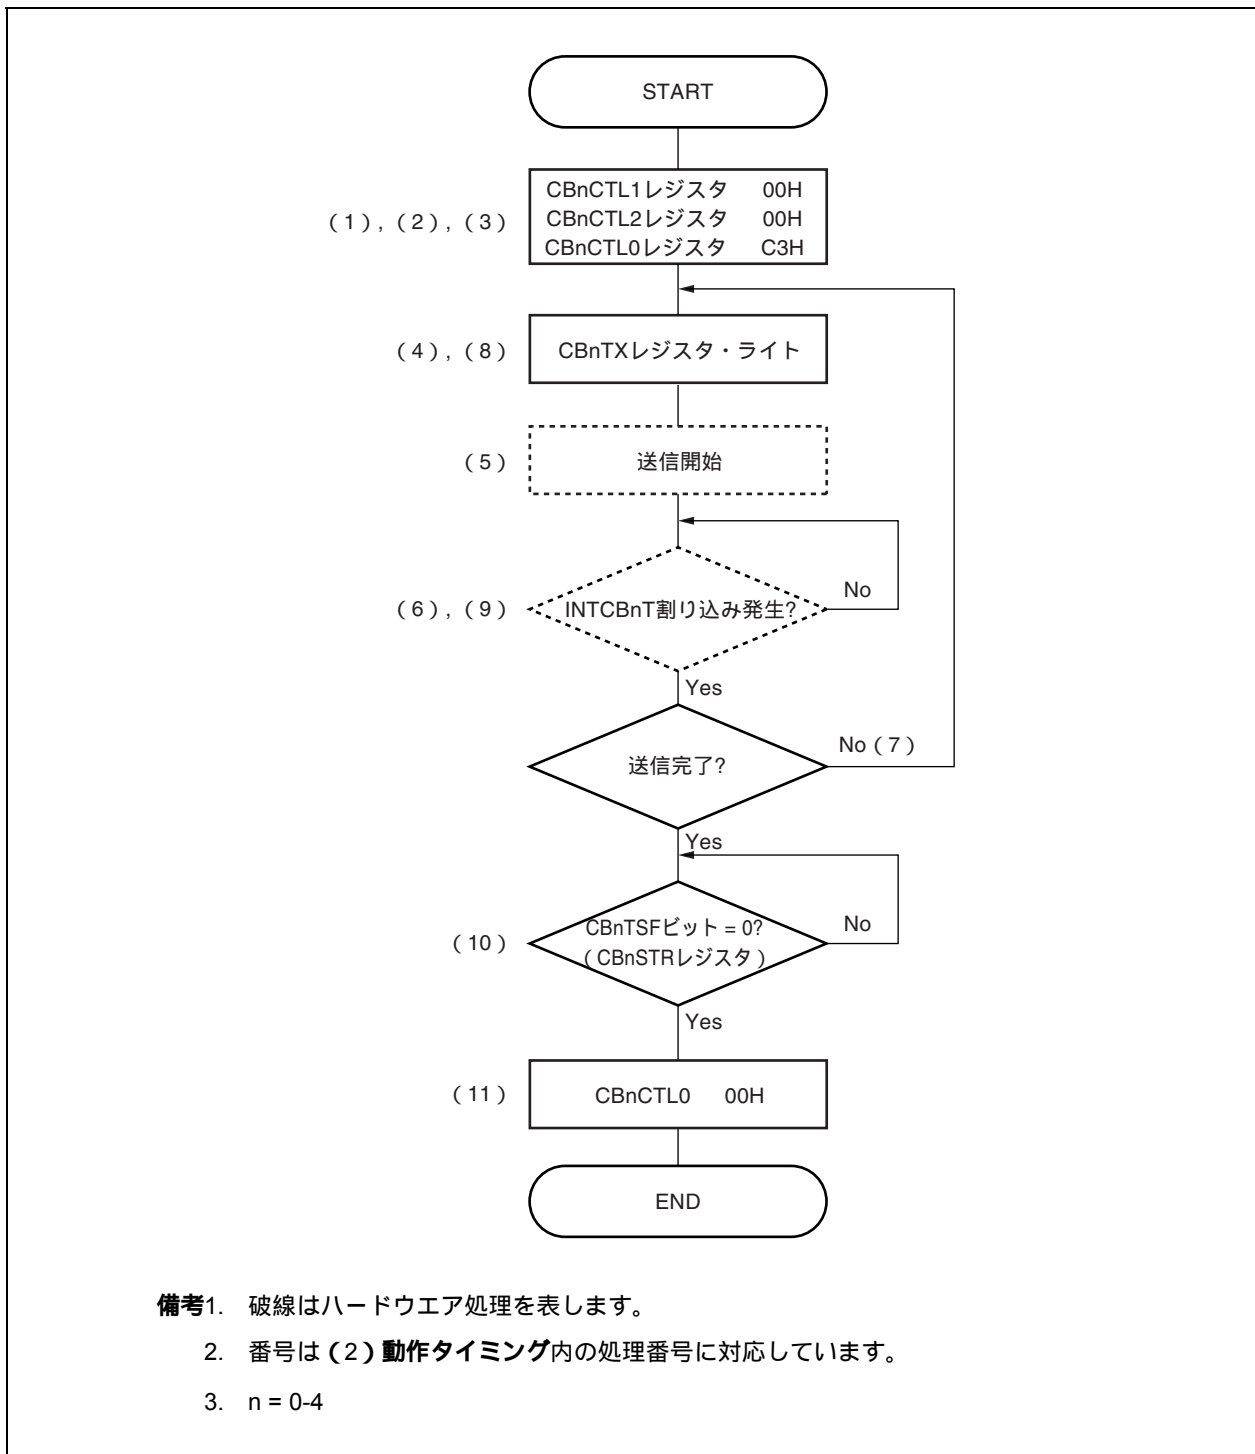 START
CBnCTL1レジスタ 00H
CBnCTL2レジスタ 00H
CBnCTL0レジスタ C3H
(1), (2), (3)
(4), (8)
CBnTXレジスタ・ライト
(5)
送信開始
(6), (9)
INTCBnT割り込み発生?
No
Yes
送信完了?
No(7)
Yes
(10)
CBnTSFビット = 0?
(CBnSTRレジスタ)
No
Yes
(11)
CBnCTL0 00H
END
備考1. 破線はハードウエア処理を表します。
2. 番号は(2)動作タイミング内の処理番号に対応しています。
3. n = 0-4